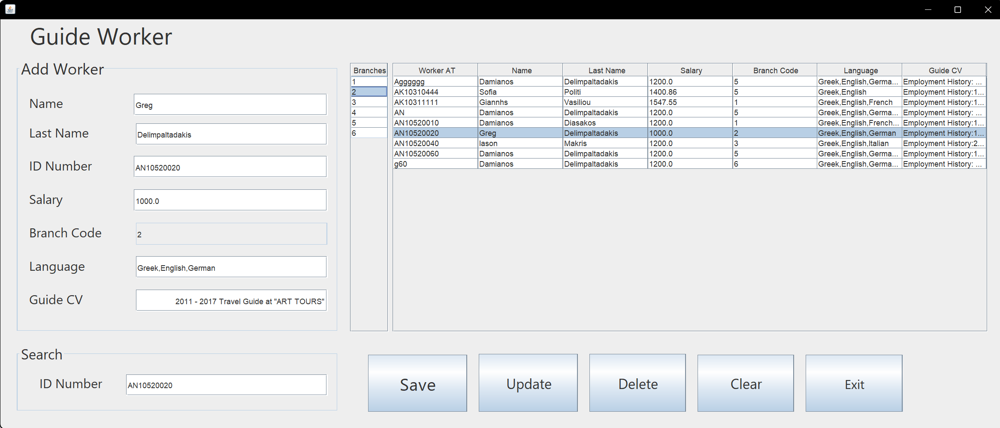 Guide Worker
Add Worker
Name
Greg
Last Name
Delimpaltadakis
ID Number
AN10520020
Salary
1000.0
Branch Code
2
Language
Greek,English,German
Guide CV
2011 - 2017 Travel Guide at "ART TOURS"
Search
ID Number
AN10520020
Branches
1
2
3
4
5
6
Worker AT Name Last Name Salary Branch Code Language Guide CV
Agggggg Damianos Delimpaltadakis 1200.0 5 Greek,English,Germa... Employment History: ...
AK10310444 Sofia Politi 1400.86 5 Greek,English Employment History:1...
AK10311111 Giannhs Vasiliou 1547.55 1 Greek,English,French Employment History:1...
AN Damianos Delimpaltadakis 1200.0 5 Greek,English,Germa... Employment History: ...
AN10520010 Damianos Diasakos 1200.0 1 Greek,English,French... Employment History:1...
AN10520020 Greg Delimpaltadakis 1000.0 2 Greek,English,German Employment History:1...
AN10520040 Iason Makris 1200.0 3 Greek,English,Italian Employment History:2...
AN10520060 Damianos Delimpaltadakis 1200.0 5 Greek,English,Germa... Employment History:1...
g60 Damianos Delimpaltadakis 1200.0 6 Greek,English,Germa... Employment History: ...
Save
Update
Delete
Clear
Exit